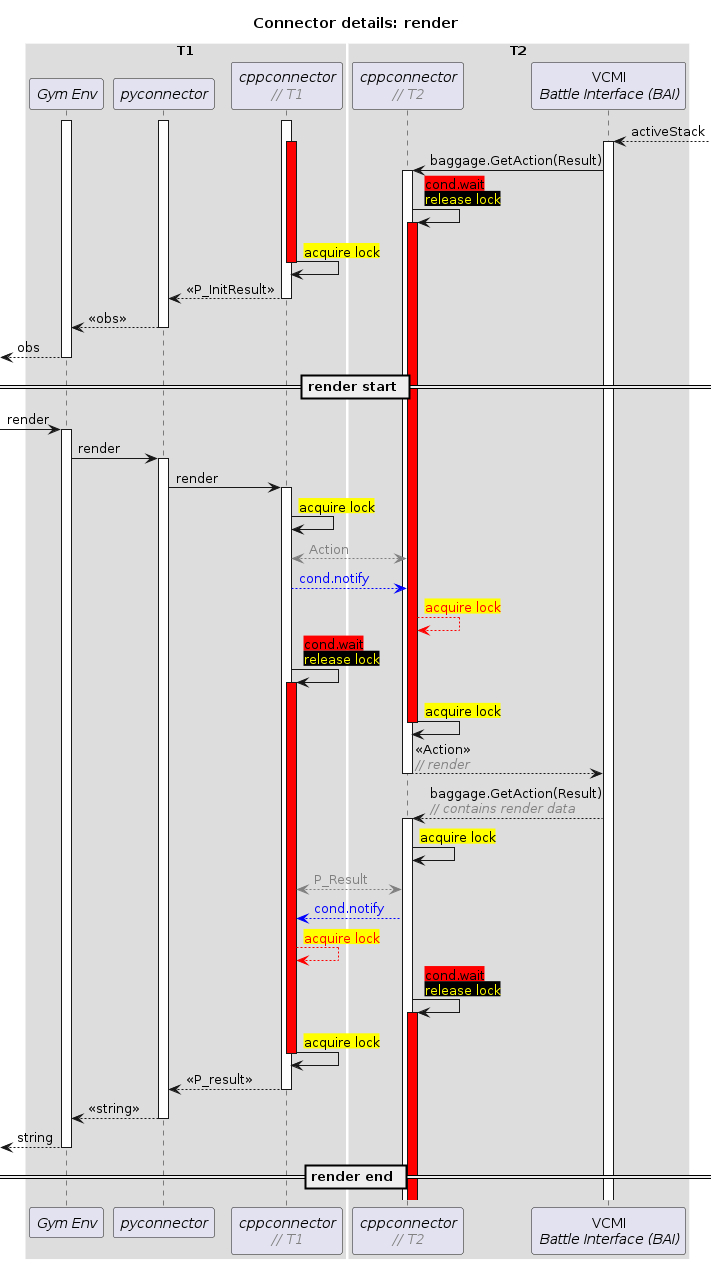 Connector details: render
T1
T2
Gym Env
pyconnector
cppconnector
// T1
cppconnector
// T2
VCMI
Battle Interface (BAI)
activeStack
baggage.GetAction(Result)
cond.wait
release lock
acquire lock
«P_InitResult»
«obs»
obs
render start
render
render
render
acquire lock
Action
cond.notify
acquire lock
cond.wait
release lock
acquire lock
«Action»
// render
baggage.GetAction(Result)
// contains render data
acquire lock
P_Result
cond.notify
acquire lock
cond.wait
release lock
acquire lock
«P_result»
«string»
string
render end
Gym Env
pyconnector
cppconnector
// T1
cppconnector
// T2
VCMI
Battle Interface (BAI)